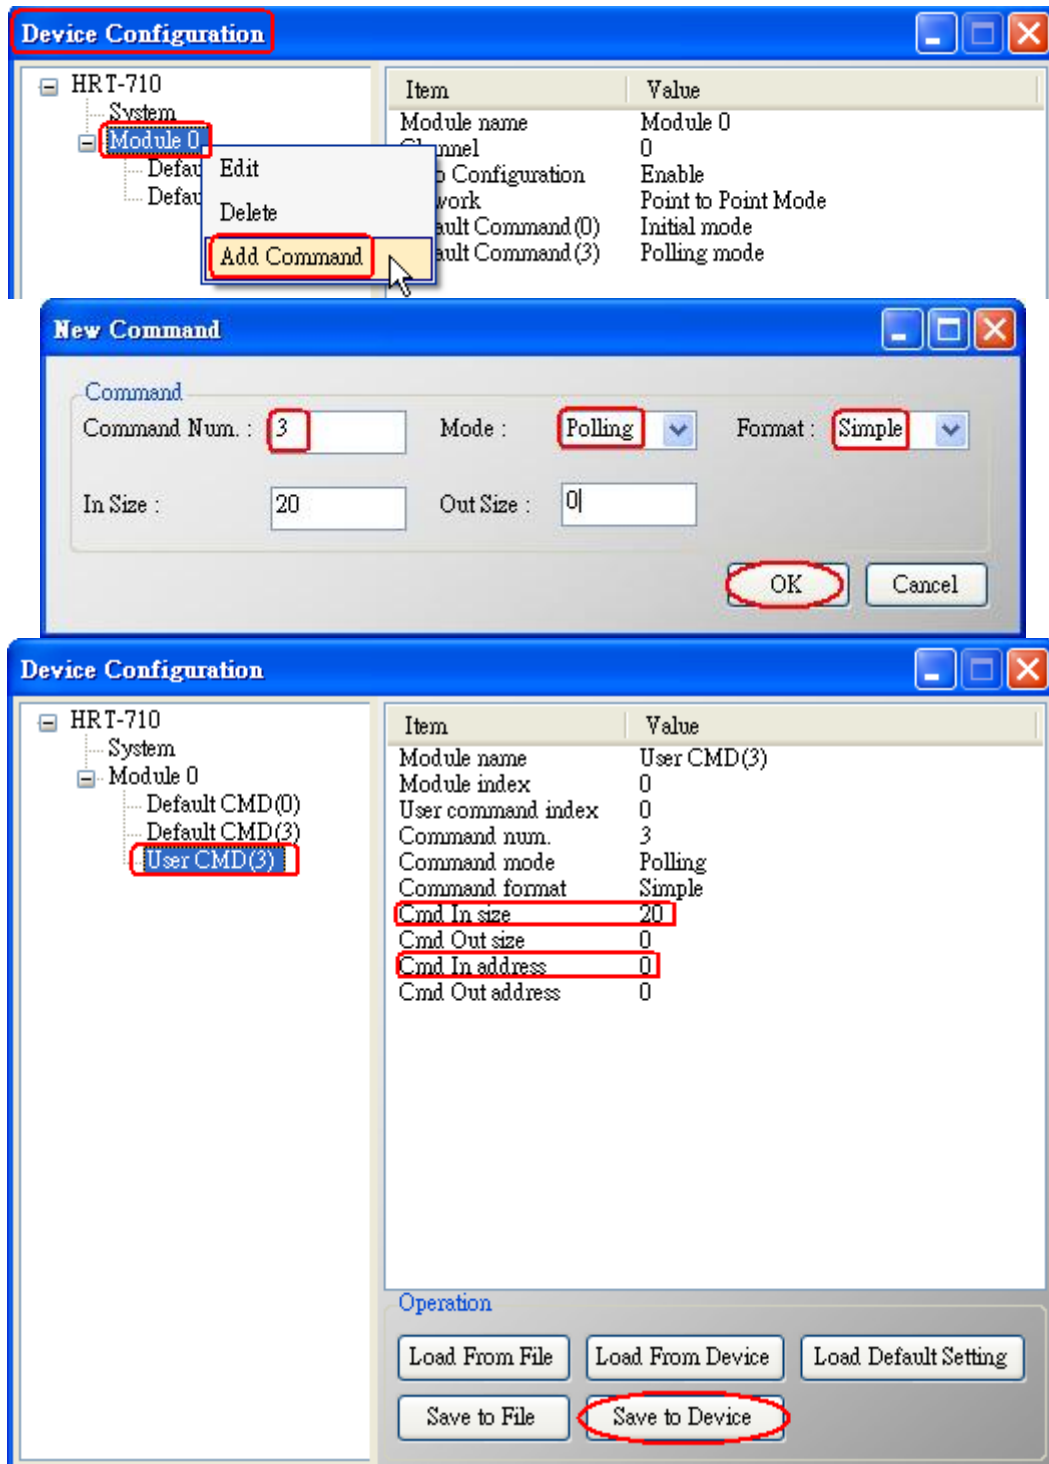 Device Configuration
HRT-710
System
Module 0
Defau
Defau
Edit
Delete
Add Command
Item Value
Module name Module 0
nnel 0
o Configuration Enable
work Point to Point Mode
ault Command(0) Initial mode
ault Command(3) Polling mode
New Command
Command
Command Num. : 3 Mode : Polling Format : Simple
In Size : 20 Out Size : 0
OK Cancel
Device Configuration
HRT-710
System
Module 0
Default CMD(0)
Default CMD(3)
User CMD(3)
Item Value
Module name User CMD(3)
Module index 0
User command index 0
Command num. 3
Command mode Polling
Command format Simple
Cmd In size 20
Cmd Out size 0
Cmd In address 0
Cmd Out address 0
Operation
Load From File Load From Device Load Default Setting
Save to File Save to Device